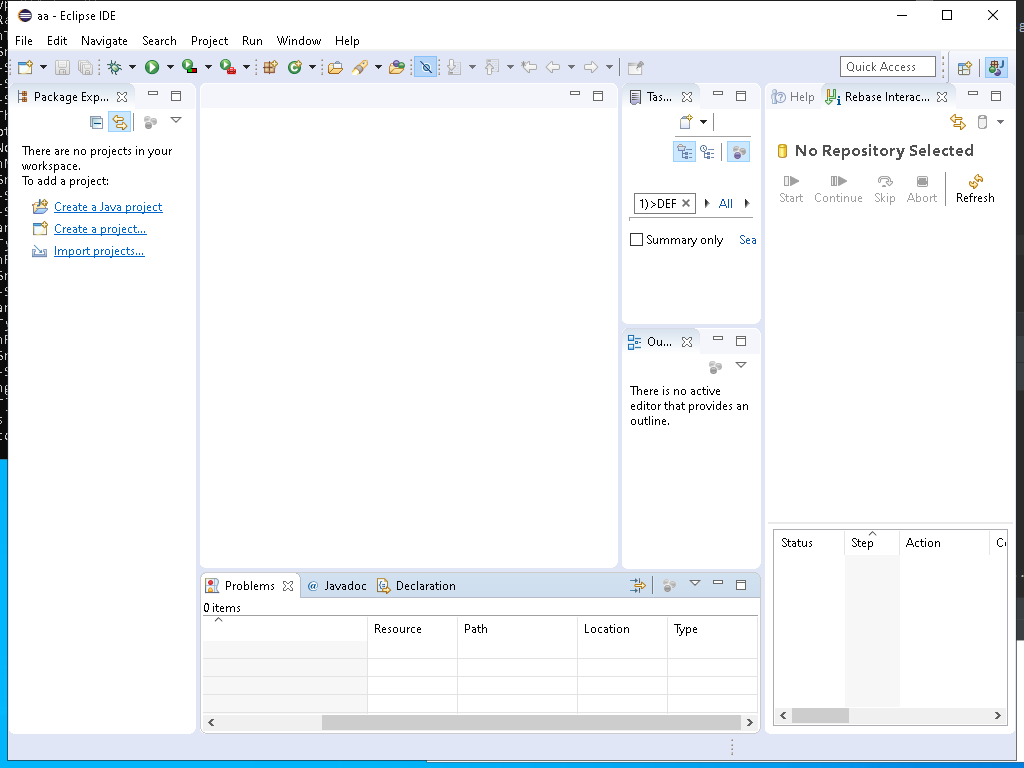 aa - Eclipse IDE
File Edit Navigate Search Project Run Window Help
Quick Access
Package Exp...
There are no projects in your
workspace.
To add a project:
Create a Java project
Create a project...
Import projects...
Tas...
1) >DEF
All
Summary only
Sea
Ou...
There is no active
editor that provides an
outline.
Help
Rebase Interac...
No Repository Selected
Start Continue Skip Abort Refresh
Status Step Action
Problems @ Javadoc Declaration
0 items
Resource Path Location Type